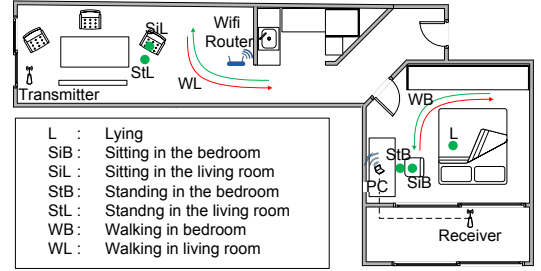 SiL
Wifi
Router
StL
WL
Transmitter
WB
L
StB
SiB
PC
Receiver
L : Lying
SiB : Sitting in the bedroom
SiL : Sitting in the living room
StB : Standing in the bedroom
StL : Standng in the living room
WB : Walking in bedroom
WL : Walking in living room